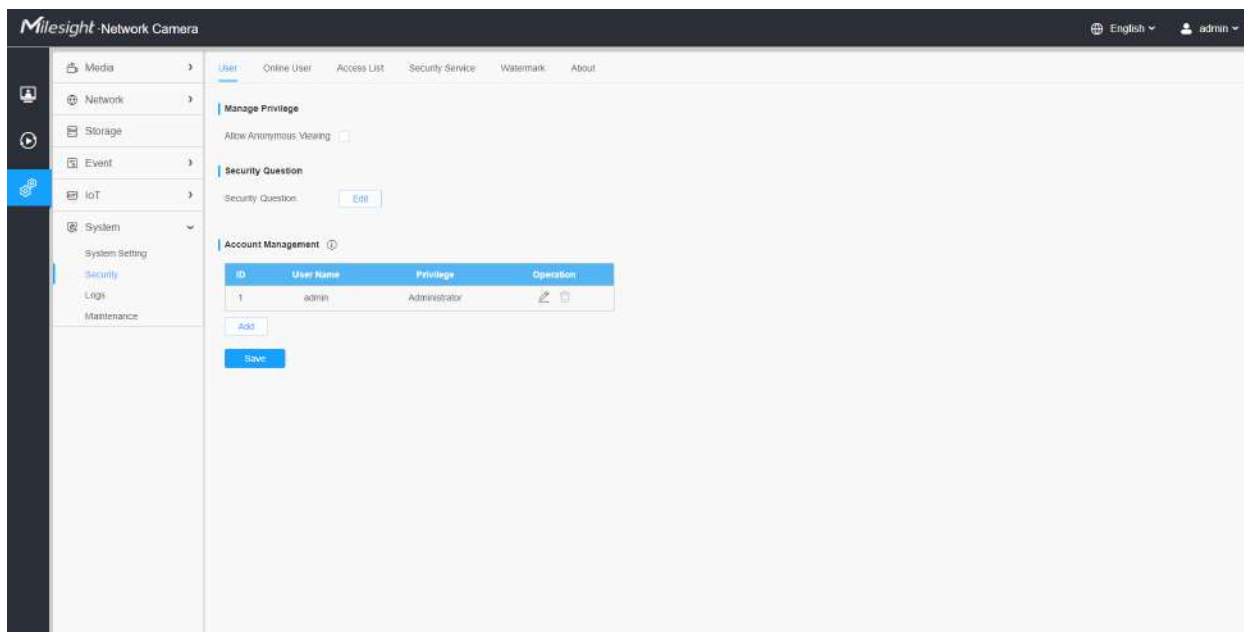 Milesight Network Camera
English
admin
Media
Network
Storage
Event
IoT
System
System Setting
Security
Logs
Maintenance
User Online User Access List Security Service Watermark About
Manage Privilege
Allow Anonymous Viewing
Security Question
Security Question Edit
Account Management
ID User Name Privilege Operation
1 admin Administrator
Add
Save